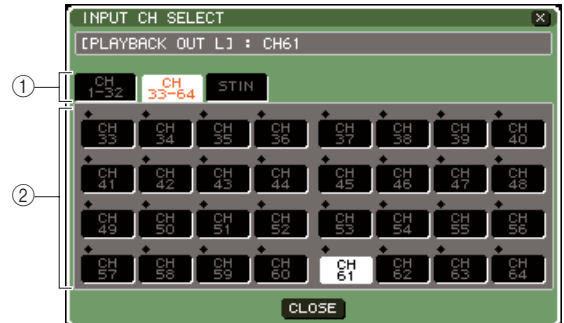 INPUT CH SELECT
[PLAYBACK OUT L] : CH61
① CH 1-32 CH 33-64 STIN
CH 33 CH 34 CH 35 CH 36 CH 37 CH 38 CH 39 CH 40
② CH 41 CH 42 CH 43 CH 44 CH 45 CH 46 CH 47 CH 48
CH 49 CH 50 CH 51 CH 52 CH 53 CH 54 CH 55 CH 56
CH 57 CH 58 CH 59 CH 60 CH 61 CH 62 CH 63 CH 64
CLOSE